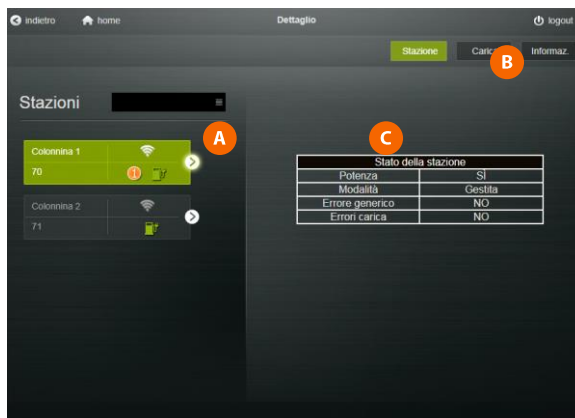 indietro home Dettaglio logout
Stazione Carica Informaz.
B
Stazioni
A
C
Colonnina 1
70
Stato della stazione
Potenza SÌ
Modalità Gestita
Errore generico NO
Errori carica NO
Colonnina 2
71